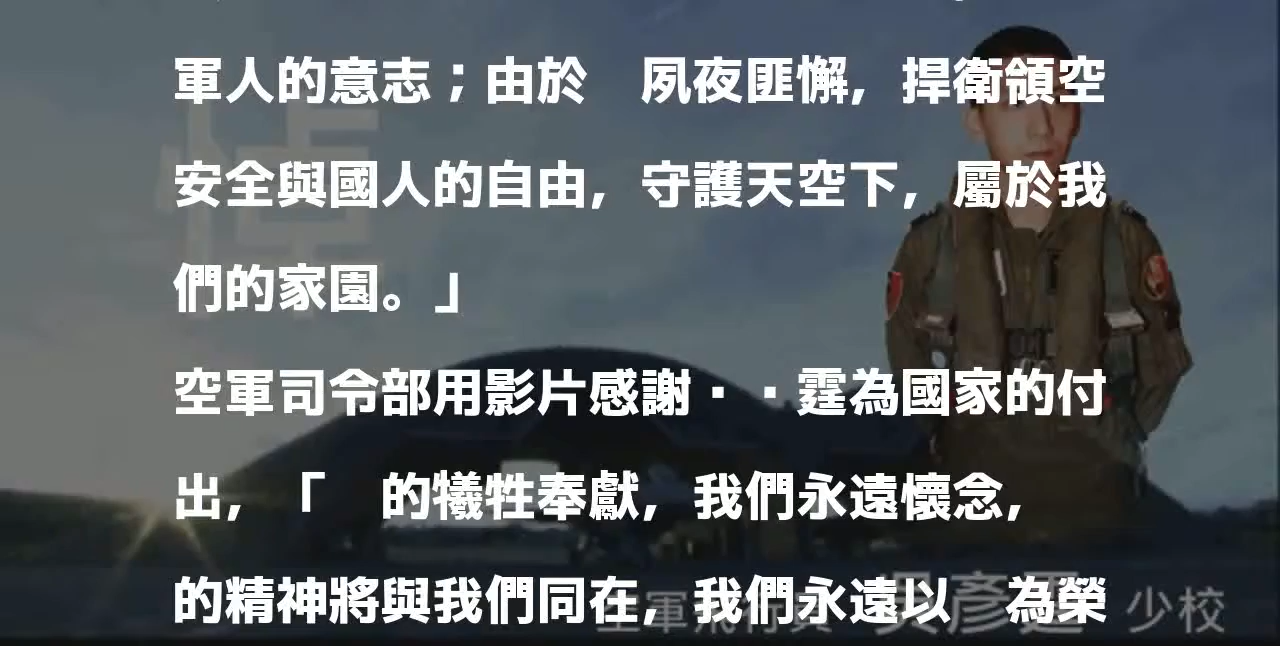 軍人的意志；由於　夙夜匪懈，捍衛領空
安全與國人的自由，守護天空下，屬於我
們的家園。」
空軍司令部用影片感謝··霆為國家的付
出，「　的犧牲奉獻，我們永遠懷念，
的精神將與我們同在，我們永遠以　為榮
悼
少校